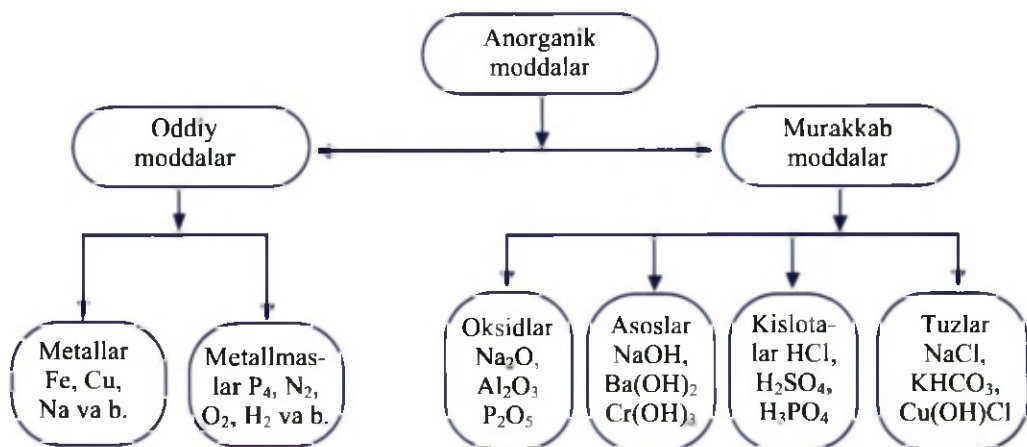 Anorganik
moddalar
Oddiy
moddalar
Murakkab
moddalar
Metallar
Fe, Cu,
Na va b.
Metallmas-
lar P₄, N₂,
O₂, H₂ va b.
Oksidlar
Na₂O,
Al₂O₃
P₂O₅
Asoslar
NaOH,
Ba(OH)₂
Cr(OH)₃
Kislota-
lar HCl,
H₂SO₄,
H₃PO₄
Tuzlar
NaCl,
KHCO₃,
Cu(OH)Cl